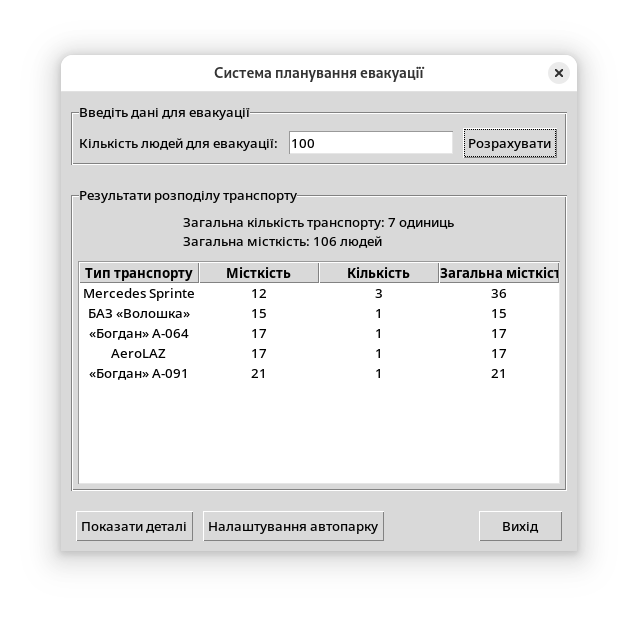 Система планування евакуації
Введіть дані для евакуації
Кількість людей для евакуації: 100 Розрахувати
Результати розподілу транспорту
Загальна кількість транспорту: 7 одиниць
Загальна місткість: 106 людей
Тип транспорту Місткість Кількість Загальна місткіст
Mercedes Sprinte 12 3 36
БАЗ «Волошка» 15 1 15
«Богдан» А-064 17 1 17
AeroLAZ 17 1 17
«Богдан» А-091 21 1 21
Показати деталі Налаштування автопарку Вихід